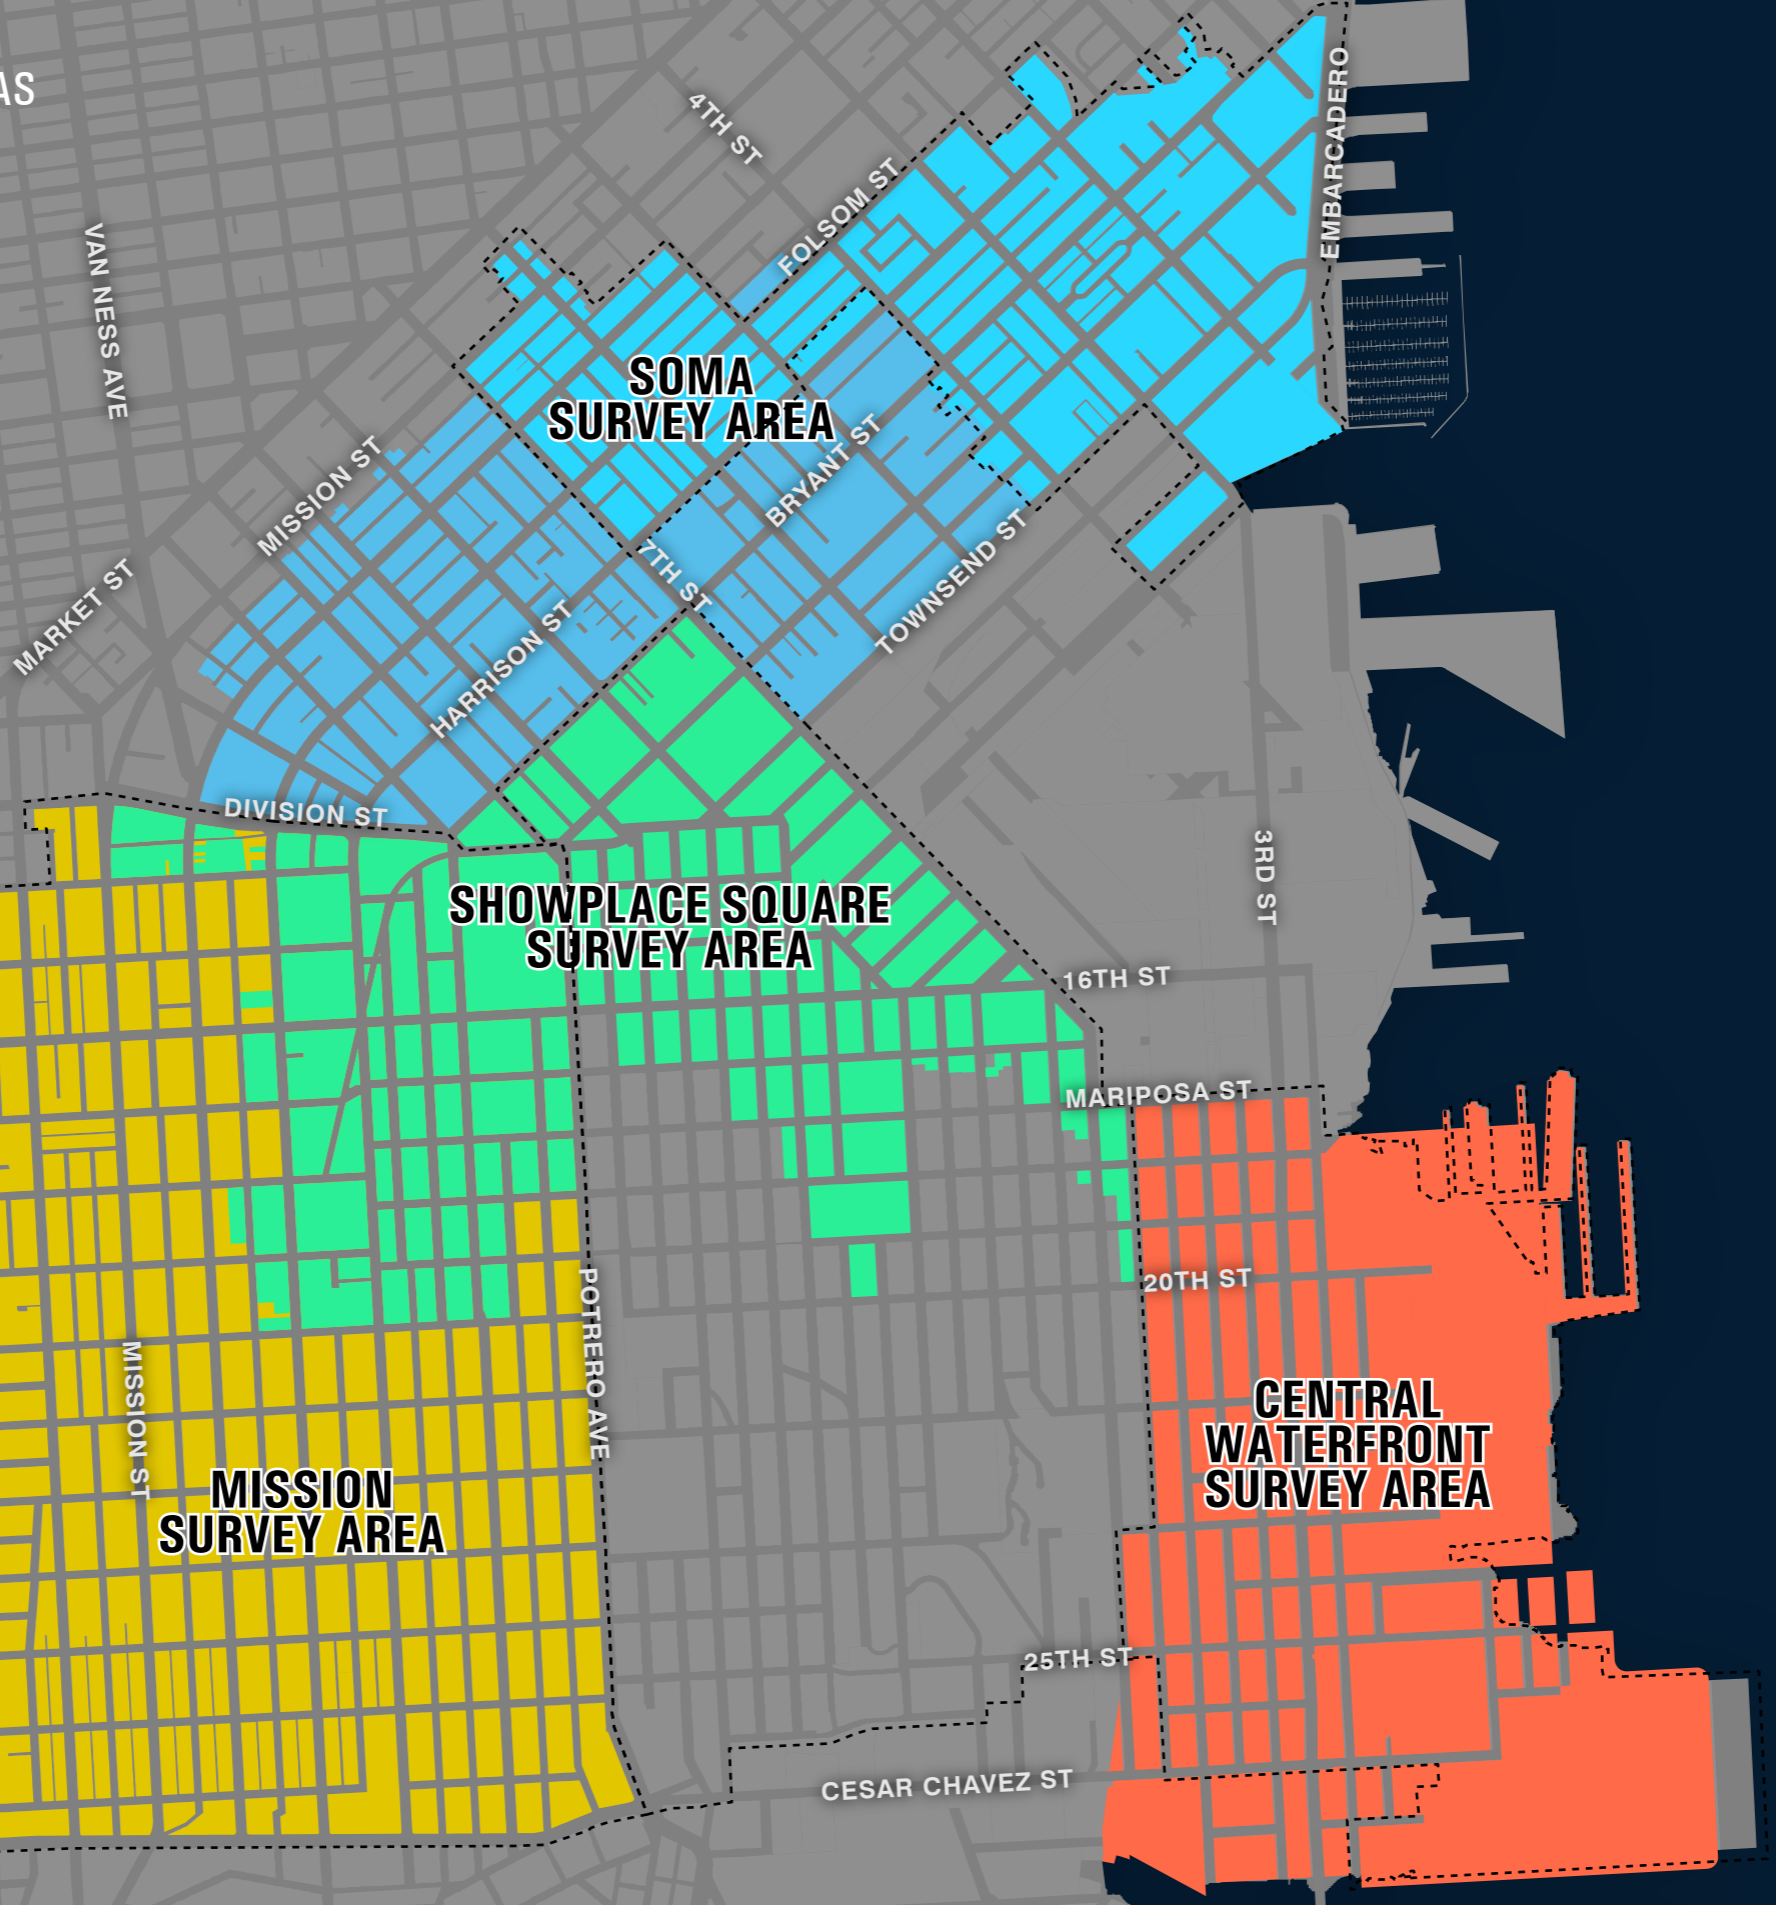 AS
4TH ST
EMBARCADERO
FOLSOM ST
VAN NESS AVE
SOMA
SURVEY AREA
MISSION ST
BRYANT ST
MARKET ST
7TH ST
TOWNSEND ST
HARRISON ST
DIVISION ST
3RD ST
SHOWPLACE SQUARE
SURVEY AREA
16TH ST
MARIPOSA ST
20TH ST
POTRERO AVE
MISSION ST
CENTRAL
WATERFRONT
SURVEY AREA
MISSION
SURVEY AREA
25TH ST
CESAR CHAVEZ ST